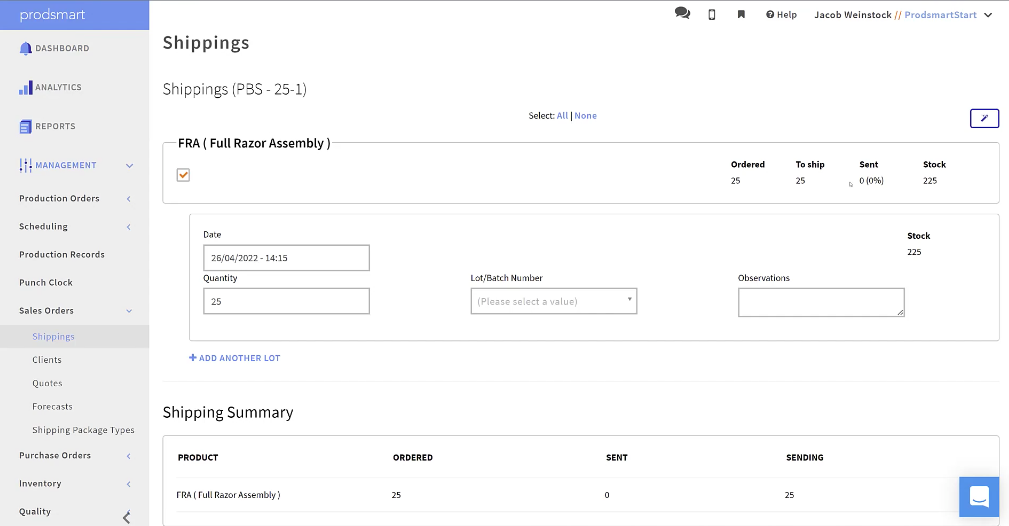 prodsmart
Help
Jacob Weinstock // ProdsmartStart
DASHBOARD
ANALYTICS
REPORTS
MANAGEMENT
Production Orders
Scheduling
Production Records
Punch Clock
Sales Orders
Shippings
Clients
Quotes
Forecasts
Shipping Package Types
Purchase Orders
Inventory
Quality
Shippings
Shippings (PBS - 25-1)
Select: All | None
FRA ( Full Razor Assembly )
Ordered To ship Sent Stock
25 25 0 (0%) 225
Date
26/04/2022 - 14:15
Stock
225
Quantity Lot/Batch Number Observations
25 (Please select a value)
+ ADD ANOTHER LOT
Shipping Summary
PRODUCT ORDERED SENT SENDING
FRA ( Full Razor Assembly ) 25 0 25